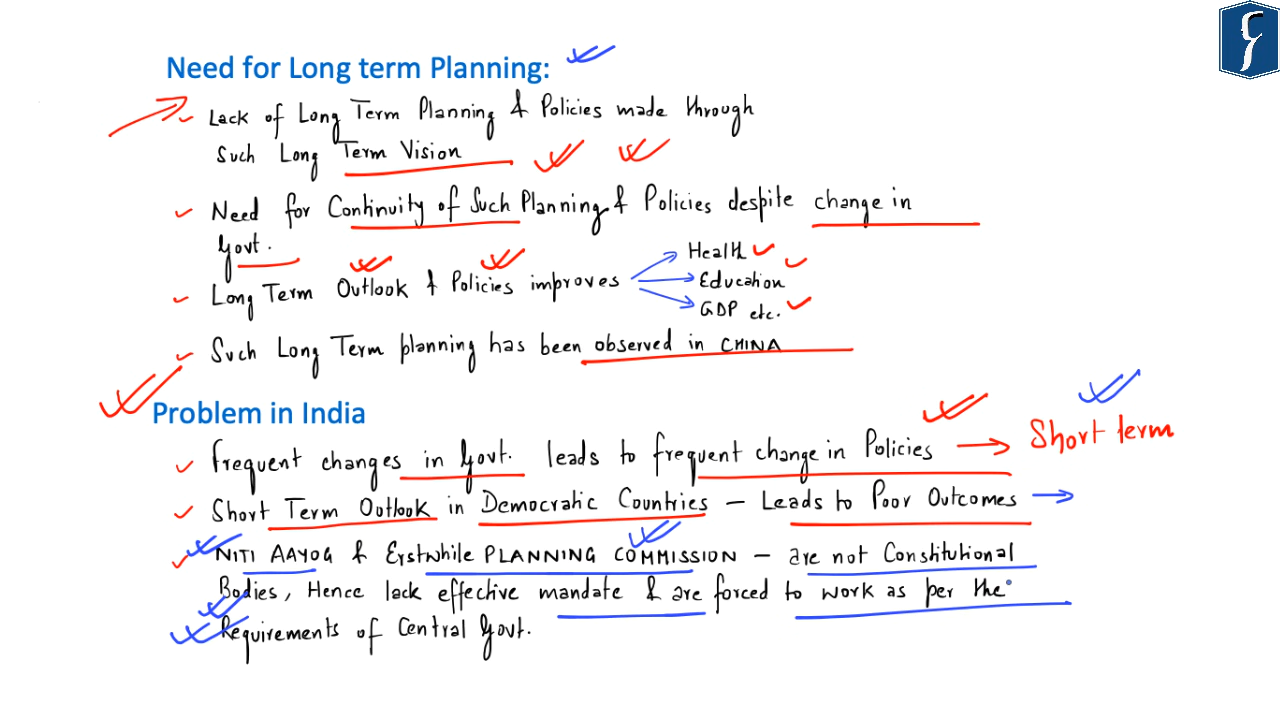 Need for Long term Planning:
Lack of Long Term Planning & Policies made through
Such Long Term Vision
Need for Continuity of Such Planning & Policies despite change in
Govt.
Long Term Outlook & Policies improves
Health
Education
GDP etc.
Such Long Term planning has been observed in CHINA
Problem in India
Frequent changes in Govt. leads to frequent change in Policies → Short term
Short Term Outlook in Democratic Countries – Leads to Poor Outcomes →
NITI AAYOG & Erstwhile PLANNING COMMISSION – are not Constitutional
Bodies, Hence lack effective mandate & are forced to work as per the
Requirements of Central Govt.